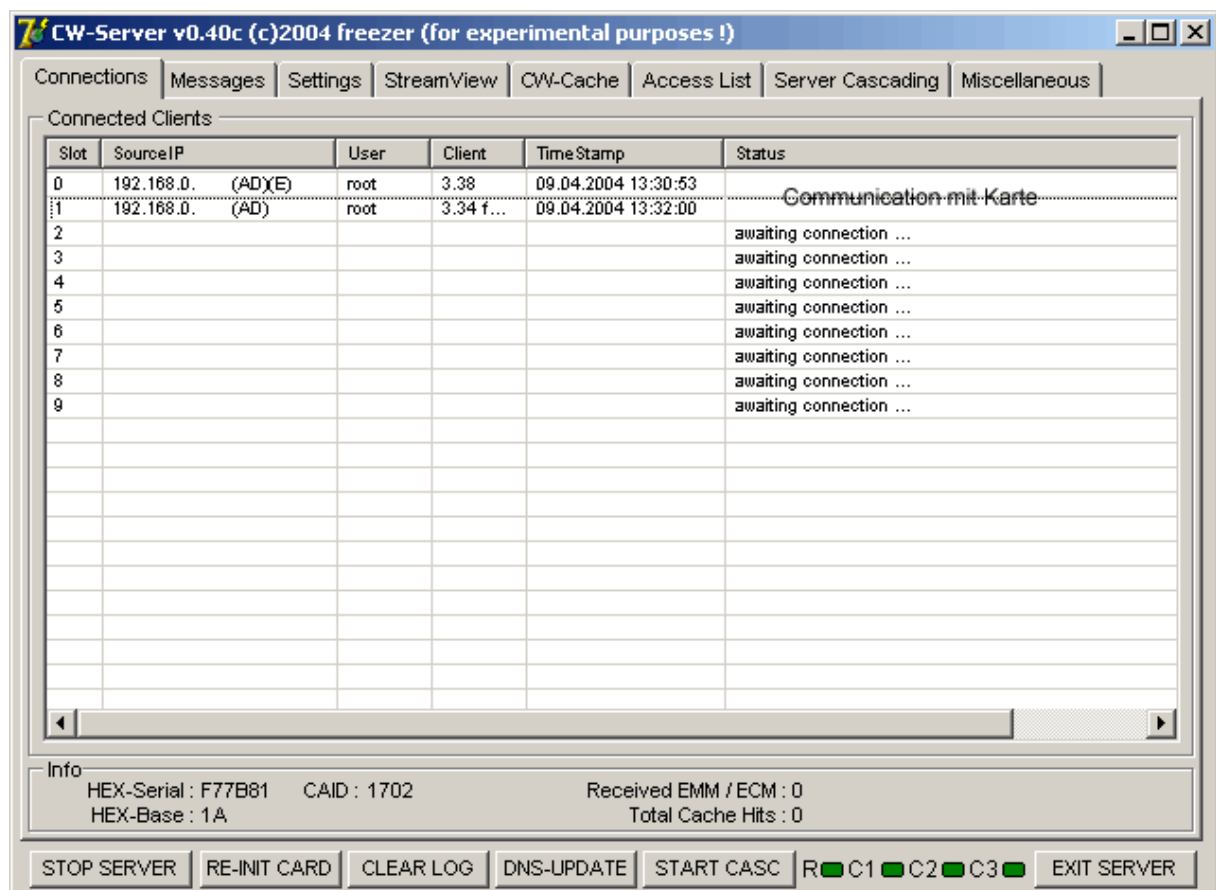 CW-Server v0.40c (c)2004 freezer (for experimental purposes !)
Connections Messages Settings StreamView CW-Cache Access List Server Cascading Miscellaneous
Connected Clients
Slot SourceIP User Client TimeStamp Status
0 192.168.0. (AD)(E) root 3.38 09.04.2004 13:30:53
Communication mit Karte
1 192.168.0. (AD) root 3.34 f... 09.04.2004 13:32:00
2 awaiting connection ...
3 awaiting connection ...
4 awaiting connection ...
5 awaiting connection ...
6 awaiting connection ...
7 awaiting connection ...
8 awaiting connection ...
9 awaiting connection ...
Info
HEX-Serial : F77B81 CAID : 1702 Received EMM / ECM : 0
HEX-Base : 1A Total Cache Hits : 0
STOP SERVER RE-INIT CARD CLEAR LOG DNS-UPDATE START CASC R C1 C2 C3 EXIT SERVER